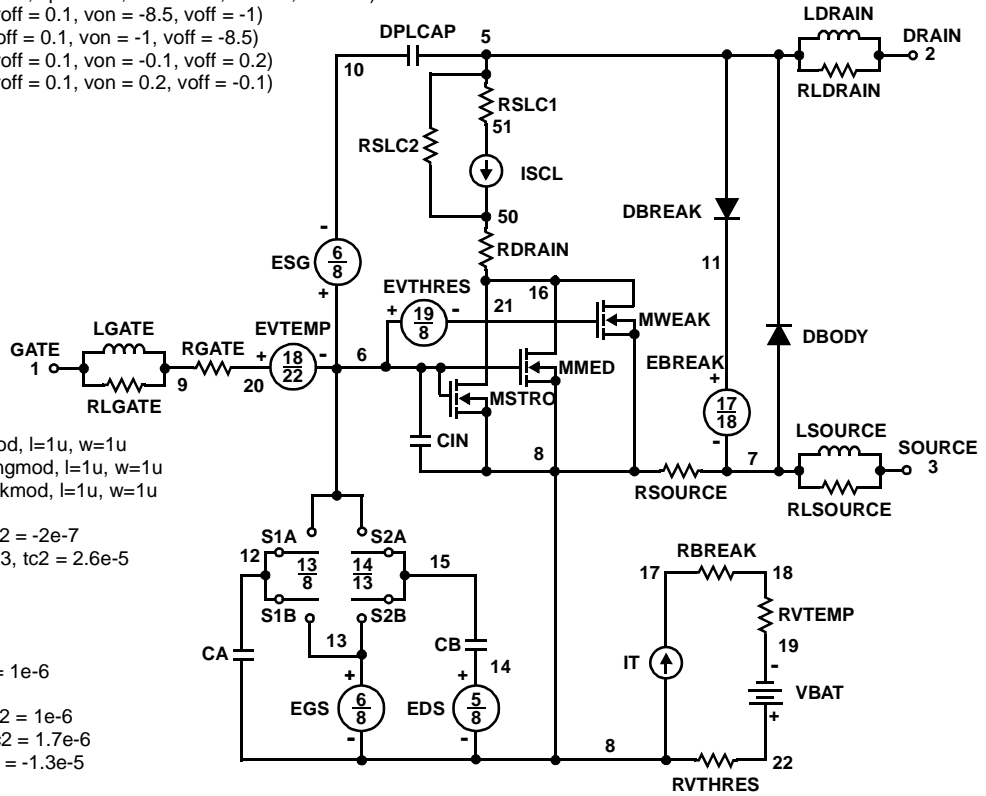 voff = 0.1, von = -8.5, voff = -1)
off = 0.1, von = -1, voff = -8.5)
voff = 0.1, von = -0.1, voff = 0.2)
voff = 0.1, von = 0.2, voff = -0.1)
LDRAIN
DPLCAP 5 DRAIN
2
10
RLDRAIN
RSLC1
51
RSLC2
ISCL
50
DBREAK
-
RDRAIN
ESG 6/8
11
+
EVTHRES
16
+ 19/8 - 21
MWEAK
LGATE EVTEMP
DBODY
GATE RGATE + 18/22 - 6
EBREAK
1
MMED
+
9 20
MSTRO
17/18
RLGATE
-
LSOURCE
CIN
SOURCE
od, l=1u, w=1u
8 7 3
ngmod, l=1u, w=1u
RSOURCE
kmod, l=1u, w=1u
RLSOURCE
2 = -2e-7
S1A S2A
3, tc2 = 2.6e-5
12 13/8 14/13 15
RBREAK
17 18
S1B S2B
RVTEMP
13
CA CB
19
IT
-
= 1e-6
+ + 14
VBAT
EGS 6/8 EDS 5/8
+
2 = 1e-6
c2 = 1.7e-6
- - 8
= -1.3e-5
22
RVTHRES